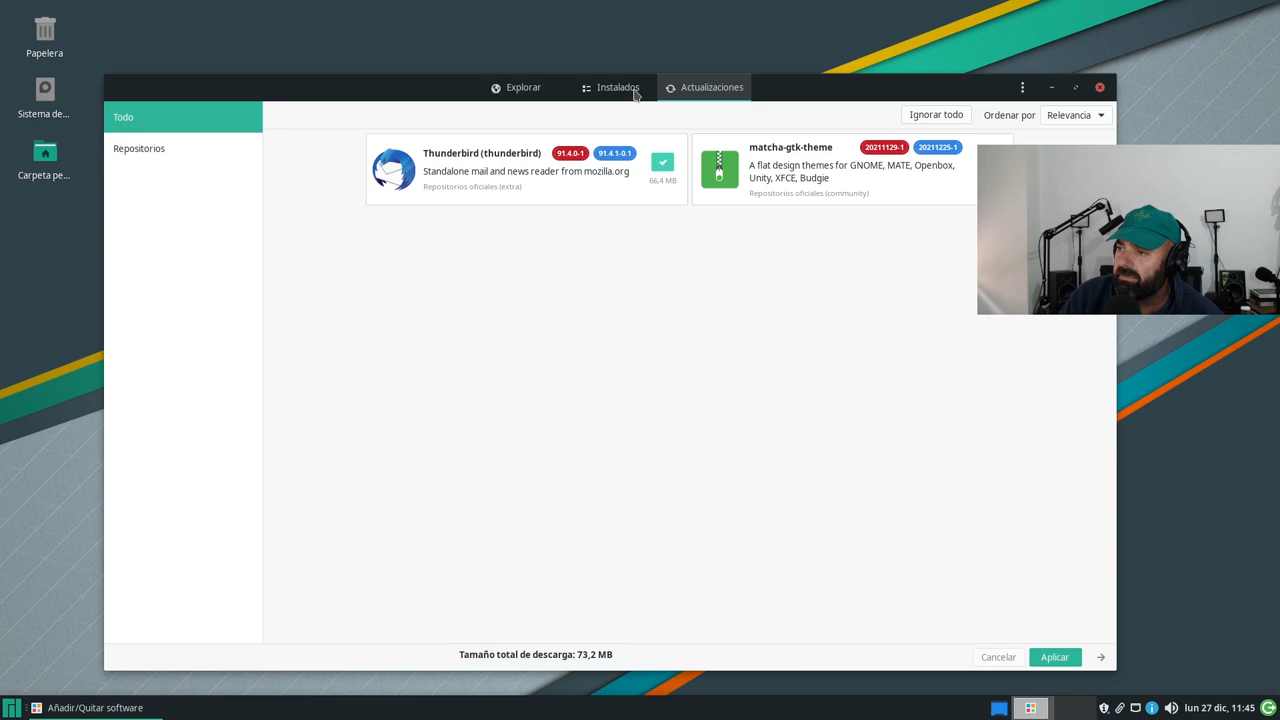 Papelera
Sistema de...
Carpeta pe...
Explorar
Instalados
Actualizaciones
Todo
Repositorios
Ignorar todo
Ordenar por
Relevancia
Thunderbird (thunderbird)
91.4.0-1
91.4.1-0.1
Standalone mail and news reader from mozilla.org
Repositorios oficiales (extra)
66,4 MB
matcha-gtk-theme
20211129-1
20211225-1
A flat design themes for GNOME, MATE, Openbox,
Unity, XFCE, Budgie
Repositorios oficiales (community)
Tamaño total de descarga: 73,2 MB
Cancelar
Aplicar
Añadir/Quitar software
lun 27 dic, 11:45